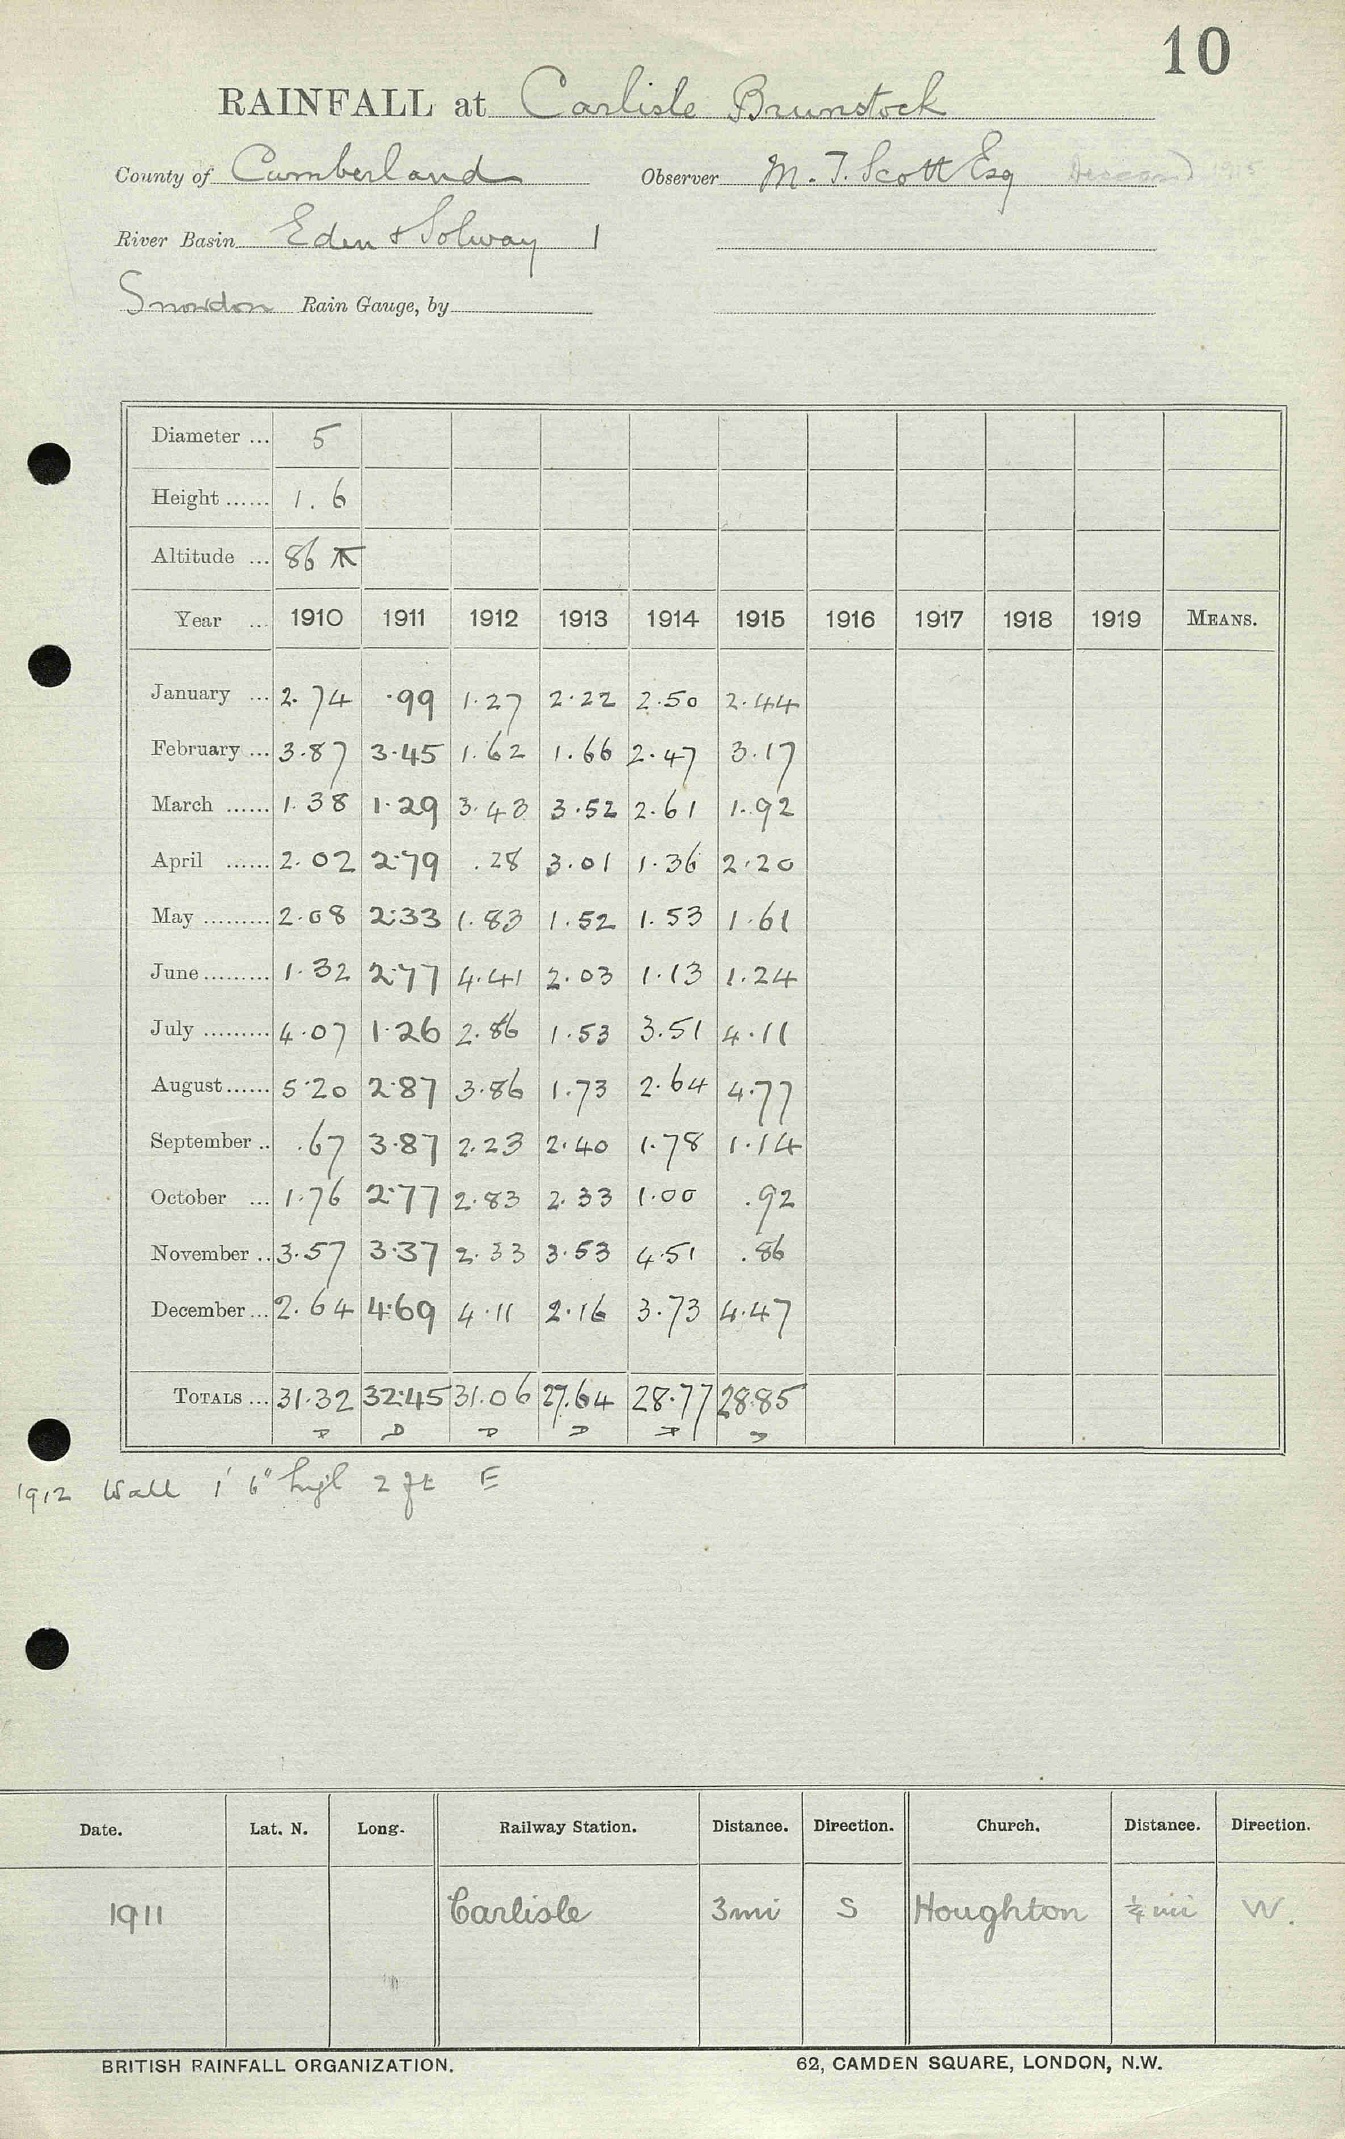 10
RAINFALL at Carlisle Brunstock
County of Cumberland Observer M. T. Scott Esq Deceased 1915
River Basin Eden & Solway 1
Snowdon Rain Gauge, by
Diameter ... 5
Height ...... 1. 6
Altitude ... 86
Year ... 1910 1911 1912 1913 1914 1915 1916 1917 1918 1919 MEANS.
January ... 2.74 .99 1.27 2.22 2.50 2.44
February ... 3.87 3.45 1.62 1.66 2.47 3.17
March ...... 1.38 1.29 3.43 3.52 2.61 1.92
April ...... 2.02 2.79 .28 3.01 1.36 2.20
May ......... 2.08 2.33 1.83 1.52 1.53 1.61
June ......... 1.32 2.77 4.41 2.03 1.13 1.24
July ......... 4.07 1.26 2.86 1.53 3.51 4.11
August ...... 5.20 2.87 3.86 1.73 2.64 4.77
September .. .67 3.87 2.23 2.40 1.78 1.14
October ... 1.76 2.77 2.83 2.33 1.00 .92
November .. 3.57 3.37 2.33 3.53 4.51 .86
December ... 2.64 4.69 4.11 2.16 3.73 4.47
TOTALS ... 31.32 32.45 31.06 27.64 28.77 28.85
D D D D D D
1912 Wall 1' 6" high 2 ft E
Date. Lat. N. Long. Railway Station. Distance. Direction. Church. Distance. Direction.
1911 Carlisle 3mi S Houghton ¼ mi W.
BRITISH RAINFALL ORGANIZATION. 62, CAMDEN SQUARE, LONDON, N.W.